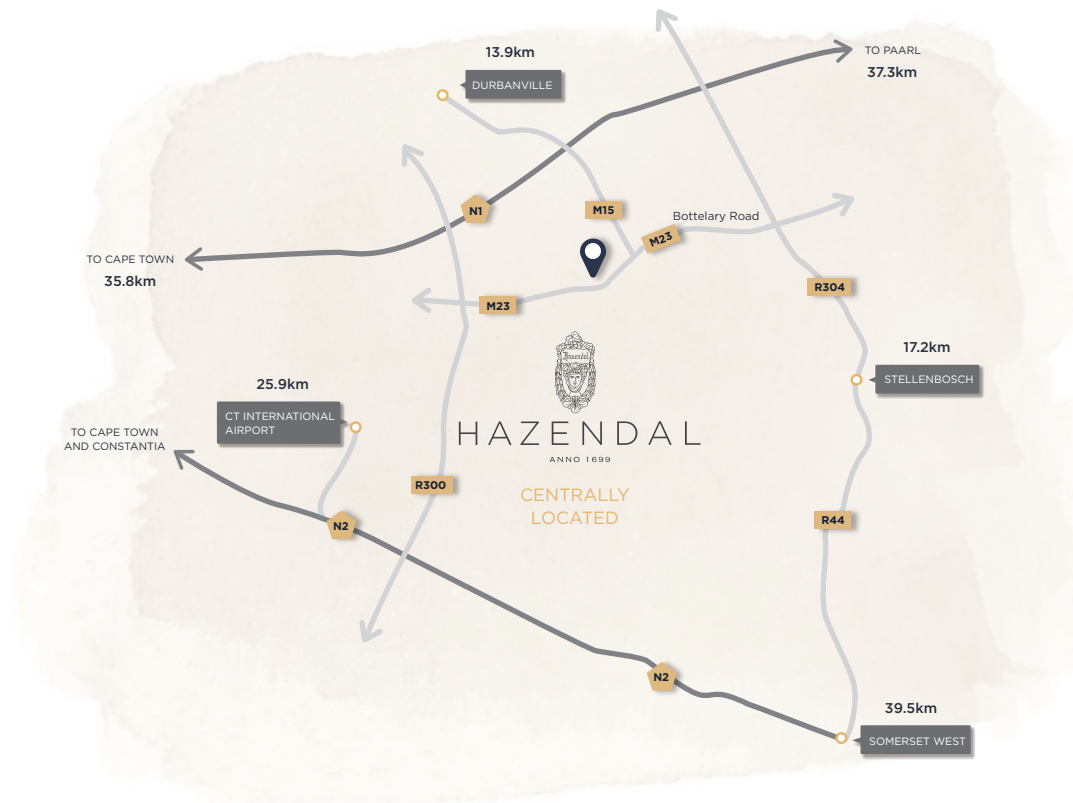 13.9km
DURBANVILLE
TO PAARL
37.3km
N1
M15
Bottelary Road
M23
TO CAPE TOWN
35.8km
M23
R304
17.2km
STELLENBOSCH
Hazendal
HAZENDAL
ANNO 1699
CENTRALLY
LOCATED
25.9km
CT INTERNATIONAL
AIRPORT
TO CAPE TOWN
AND CONSTANTIA
R300
N2
R44
N2
39.5km
SOMERSET WEST